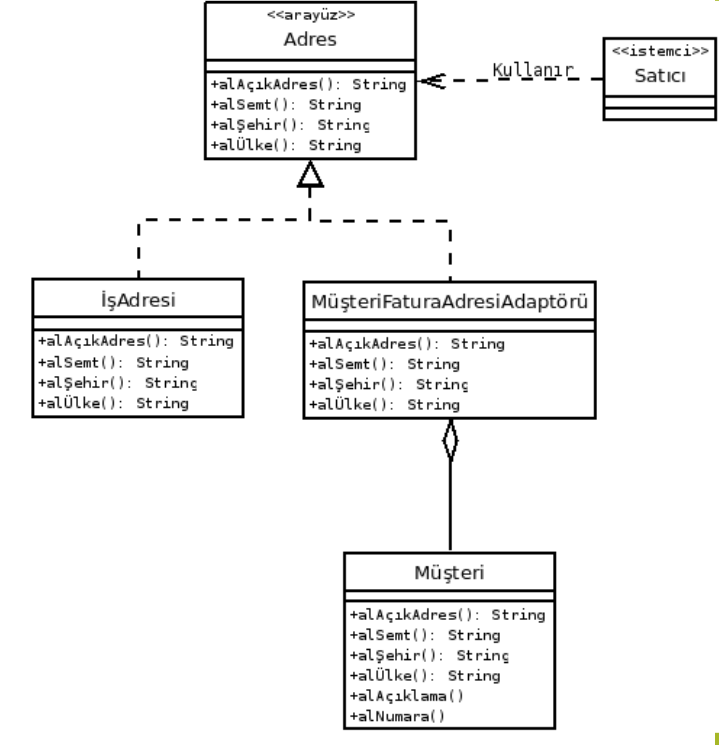 <<arayüz>>
Adres
+alAçıkAdres(): String
+alSemt(): String
+alŞehir(): String
+alÜlke(): String
Kullanır
<<istemci>>
Satıcı
İşAdresi
+alAçıkAdres(): String
+alSemt(): String
+alŞehir(): String
+alÜlke(): String
MüşteriFaturaAdresiAdaptörü
+alAçıkAdres(): String
+alSemt(): String
+alŞehir(): String
+alÜlke(): String
Müşteri
+alAçıkAdres(): String
+alSemt(): String
+alŞehir(): String
+alÜlke(): String
+alAçıklama()
+alNumara()